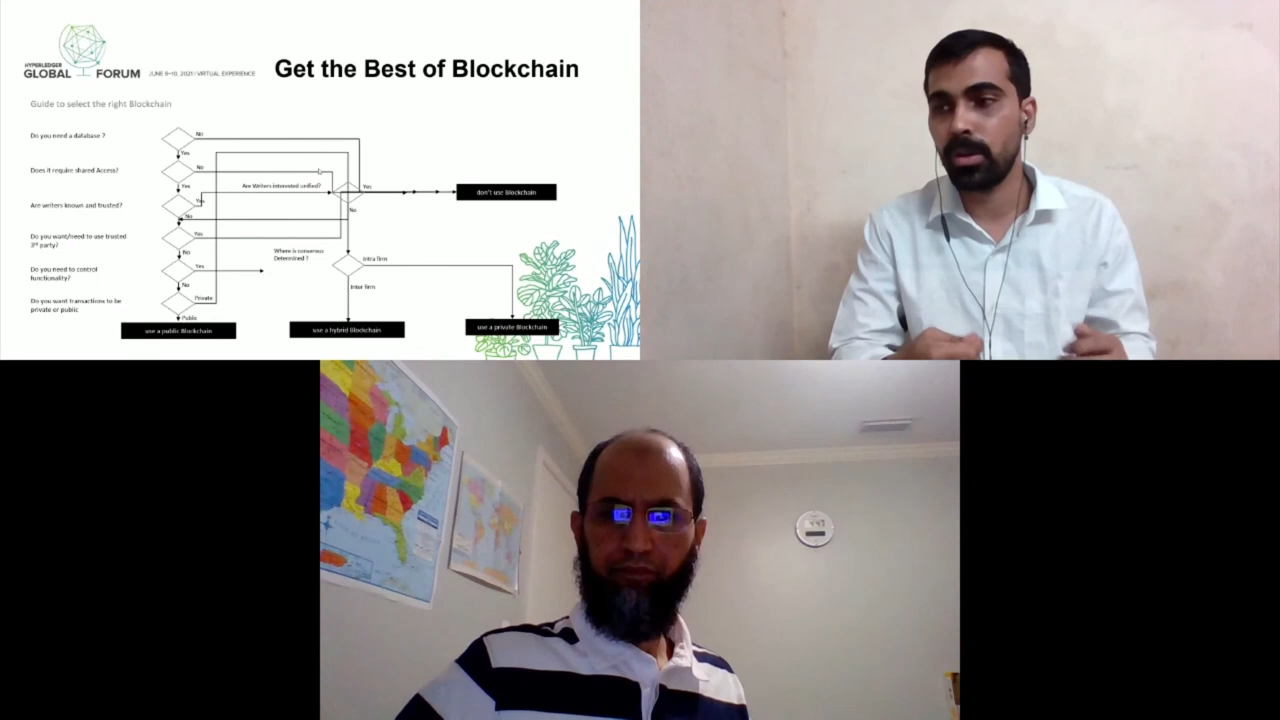 HYPERLEDGER
GLOBAL FORUM
JUNE 8–10, 2021 | VIRTUAL EXPERIENCE
Get the Best of Blockchain
Guide to select the right Blockchain
Do you need a database ?
No
Yes
Does it require shared Access?
No
Yes
Are Writers interested unified?
Yes
don't use Blockchain
Are writers known and trusted?
Yes
No
No
Do you want/need to use trusted
3rd party?
Yes
No
Where is consensus
Determined ?
Intra firm
Do you need to control
functionality?
Yes
No
Inter firm
Do you want transactions to be
private or public
Private
Public
use a public Blockchain
use a hybrid Blockchain
use a private Blockchain